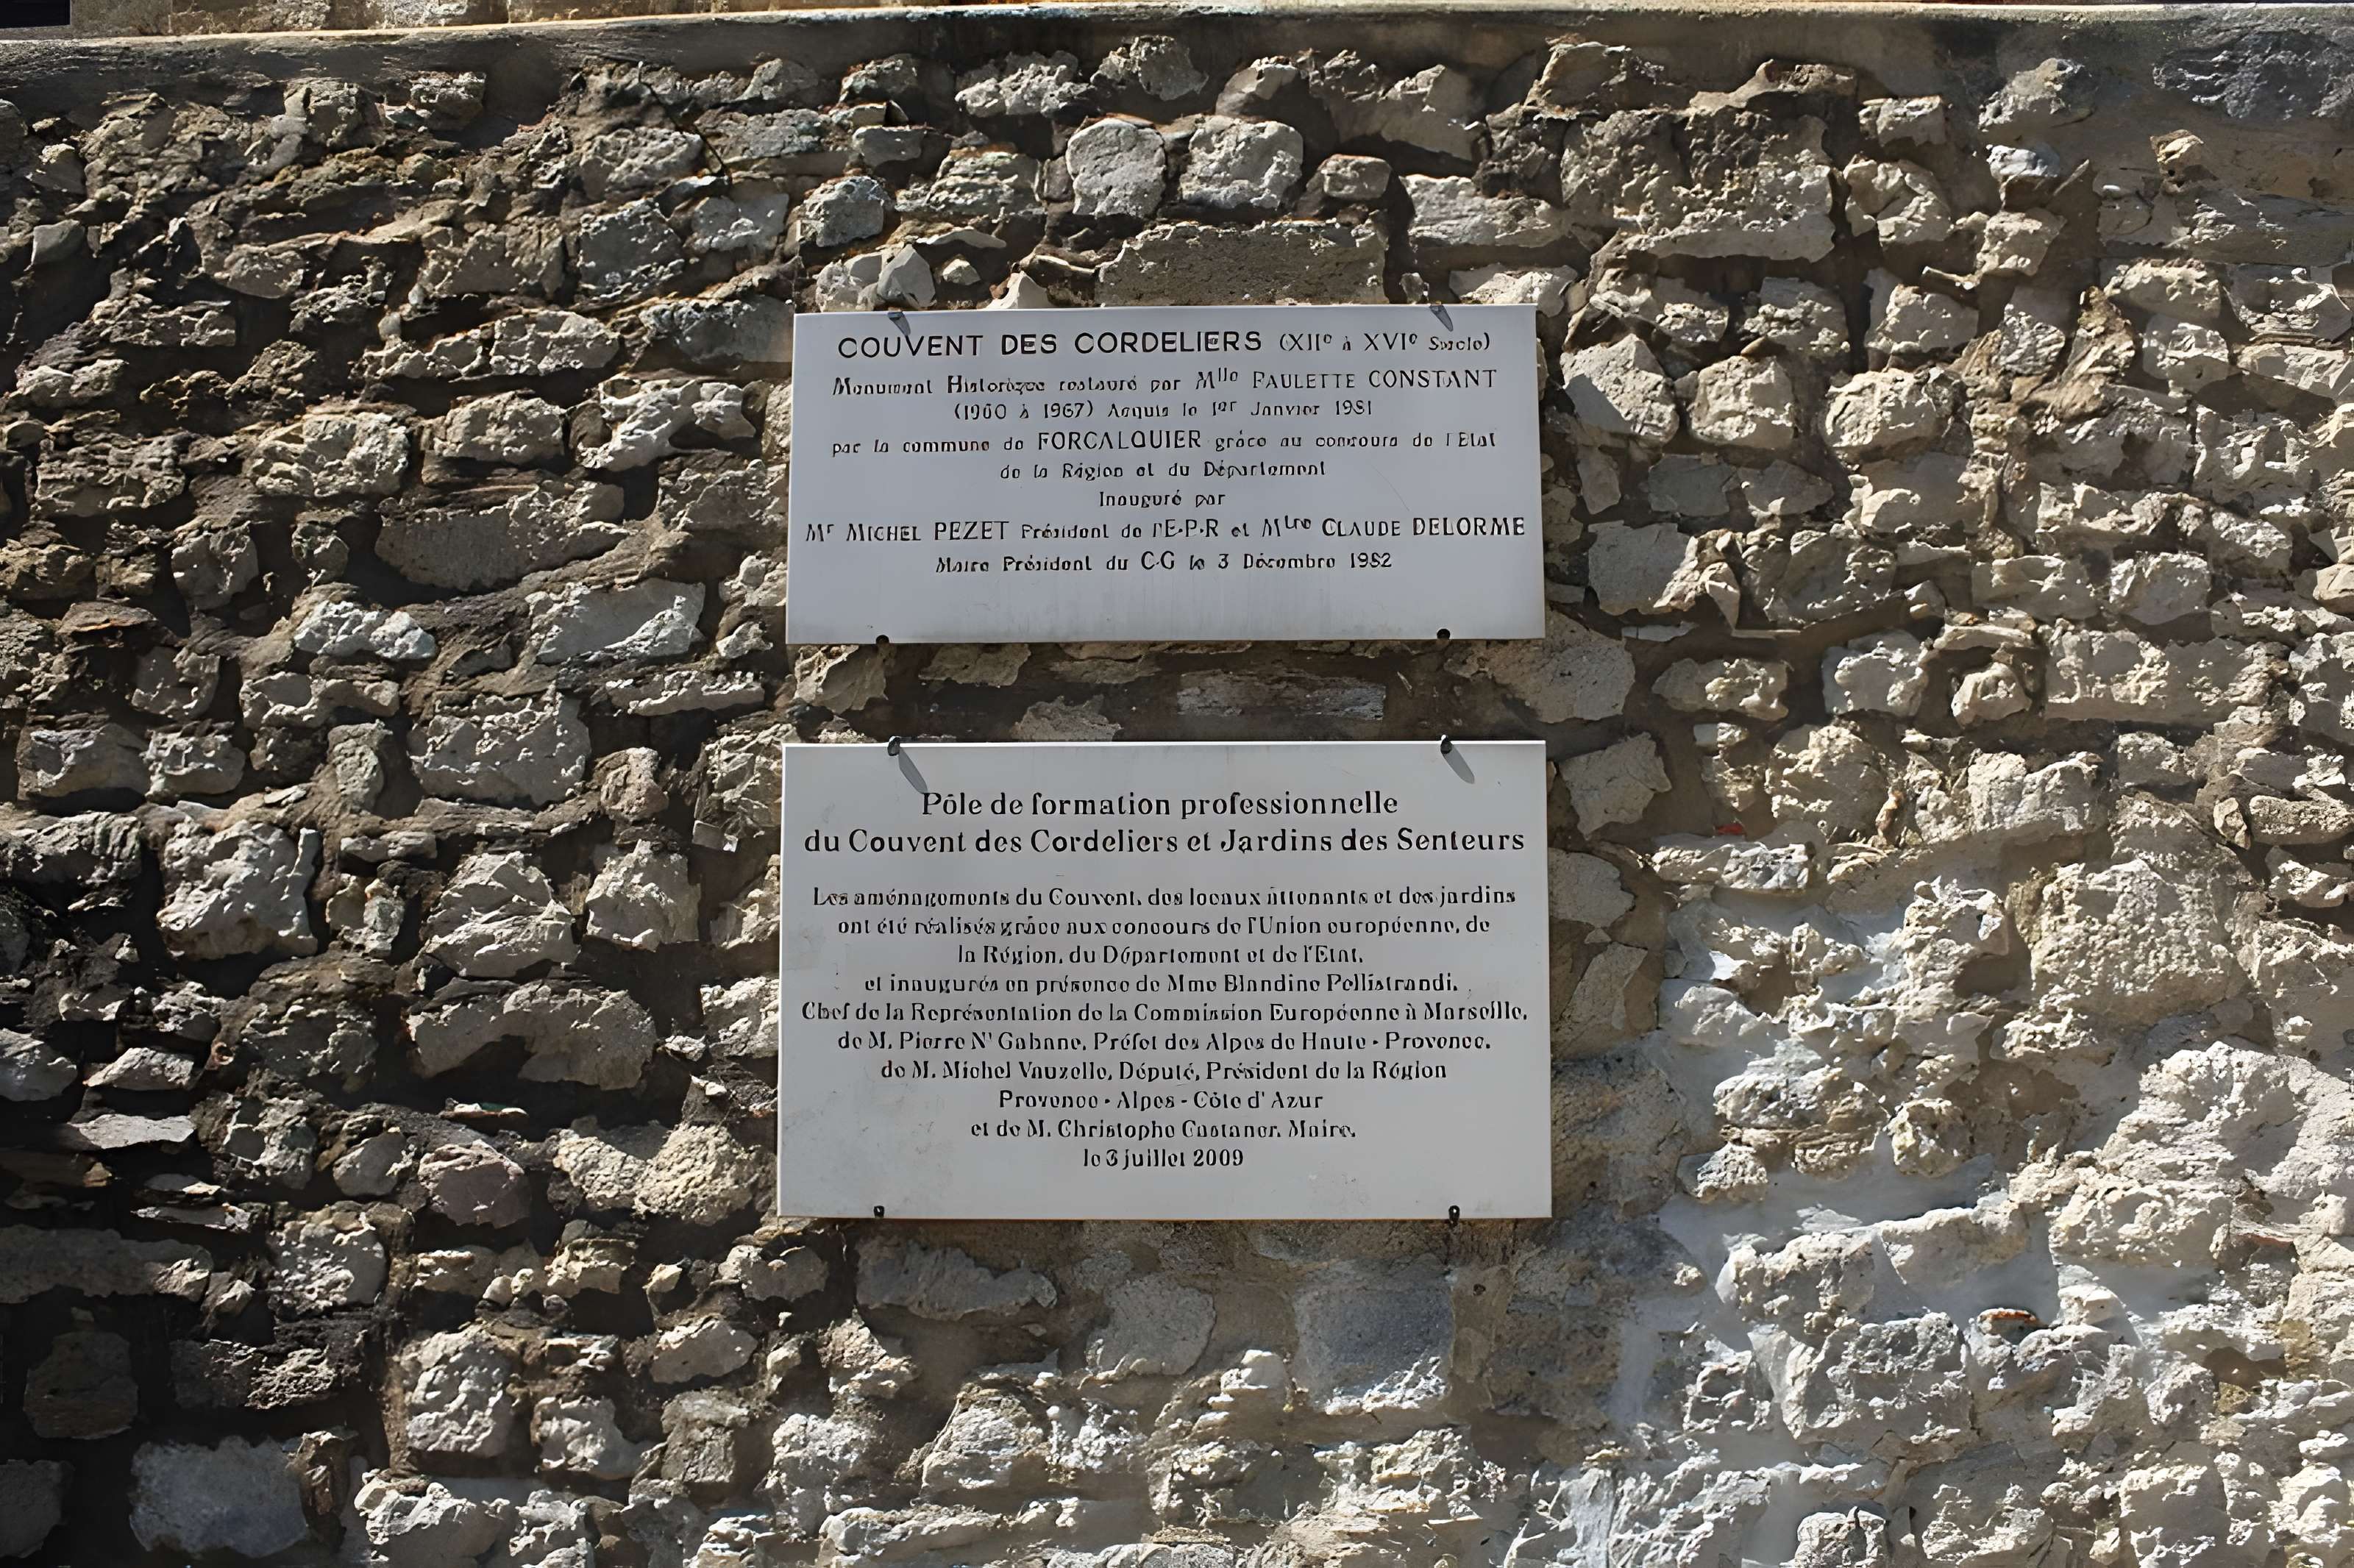 COUVENT DES CORDELIERS (XIIe à XVIe Siècle)
Monument Historique restauré par Mlle PAULETTE CONSTANT
(1960 à 1967) Acquis le 1er Janvier 1981
par la commune de FORCALQUIER grâce au concours de l'Etat
de la Région et du Département
Inauguré par
Mr MICHEL PEZET Président de l'E·P·R et Mtre CLAUDE DELORME
Maire Président du C·G le 3 Décembre 1982
Pôle de formation professionnelle
du Couvent des Cordeliers et Jardins des Senteurs
Les aménagements du Couvent, des locaux attenants et des jardins
ont été réalisés grâce aux concours de l'Union européenne, de
la Région, du Département et de l'Etat,
et inaugurés en présence de Mme Blandine Pellistrandi,
Chef de la Représentation de la Commission Européenne à Marseille,
de M. Pierre N'Gahane, Préfet des Alpes de Haute - Provence,
de M. Michel Vauzelle, Député, Président de la Région
Provence - Alpes - Côte d'Azur
et de M. Christophe Castaner, Maire,
le 3 juillet 2009